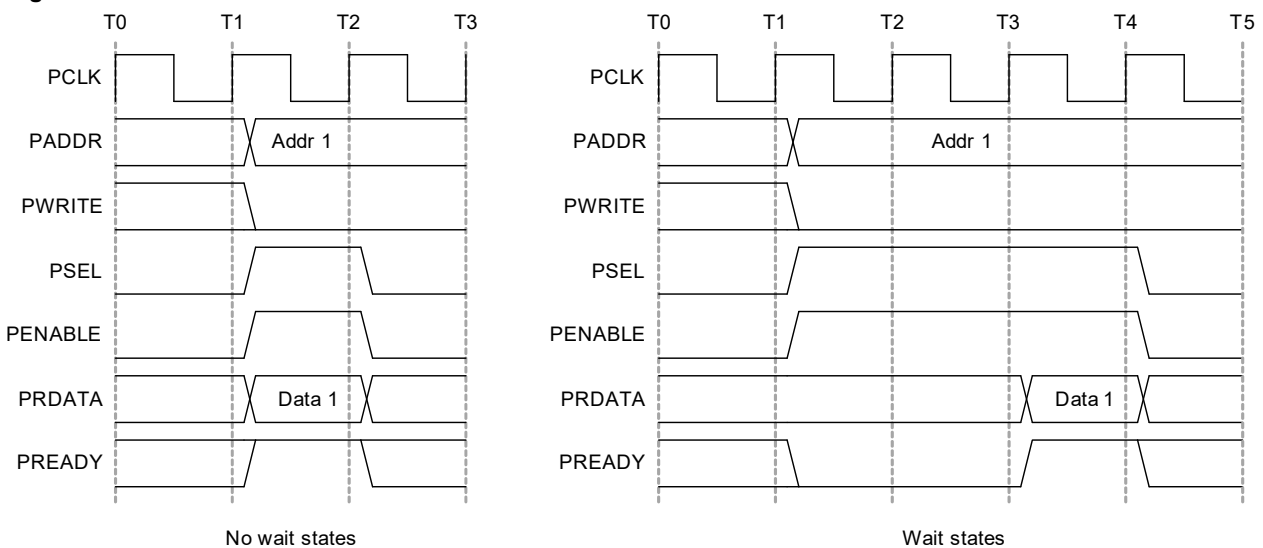 T0 T1 T2 T3
PCLK
PADDR Addr 1
PWRITE
PSEL
PENABLE
PRDATA Data 1
PREADY
No wait states
T0 T1 T2 T3 T4 T5
PCLK
PADDR Addr 1
PWRITE
PSEL
PENABLE
PRDATA Data 1
PREADY
Wait states